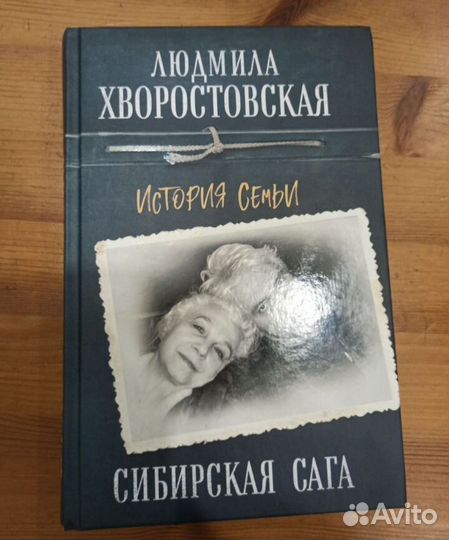 ЛЮДМИЛА
ХВОРОСТОВСКАЯ
ИСТОРИЯ СЕМЬИ
СИБИРСКАЯ САГА
Avito